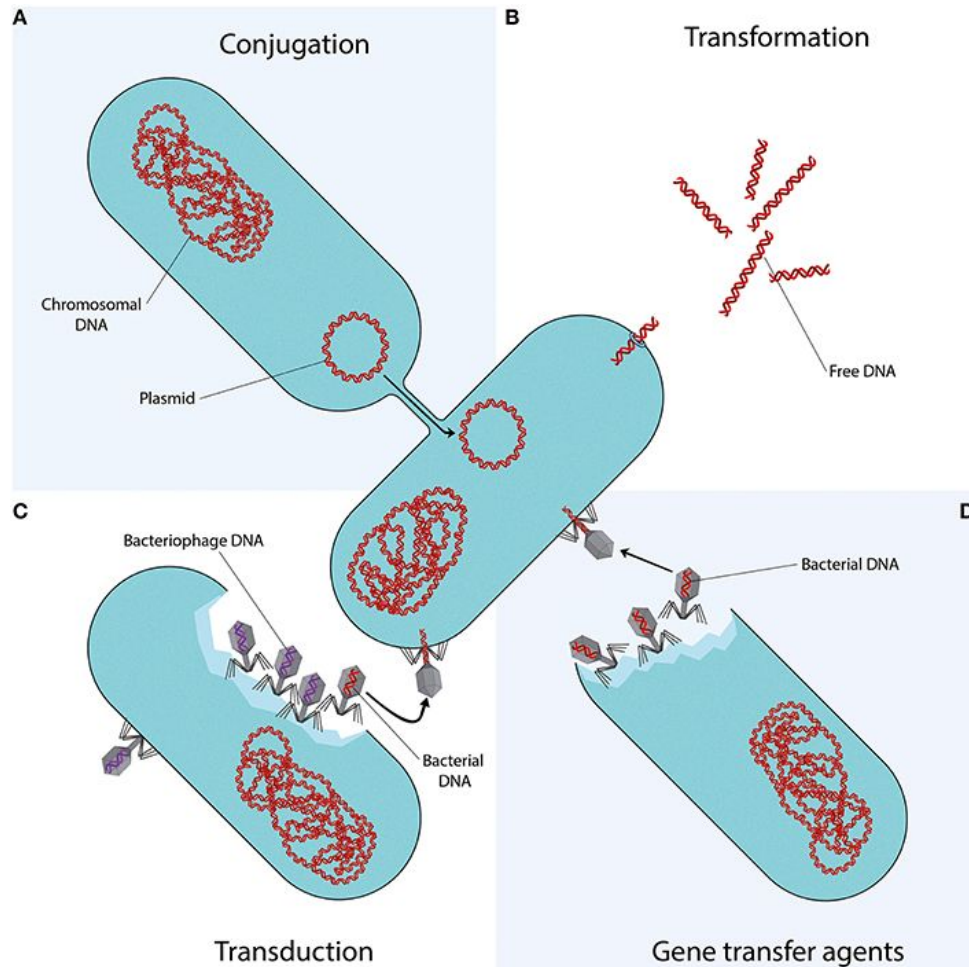 A
Conjugation
B
Transformation
Chromosomal
DNA
Plasmid
Free DNA
C
Bacteriophage DNA
D
Bacterial DNA
Bacterial
DNA
Transduction
Gene transfer agents